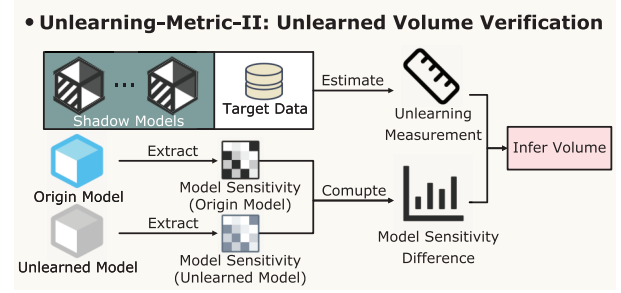 • Unlearning-Metric-II: Unlearned Volume Verification
Shadow Models
Target Data
Estimate
Unlearning
Measurement
Origin Model
Extract
Model Sensitivity
(Origin Model)
Unlearned Model
Extract
Model Sensitivity
(Unlearned Model)
Comupte
Model Sensitivity
Difference
Infer Volume